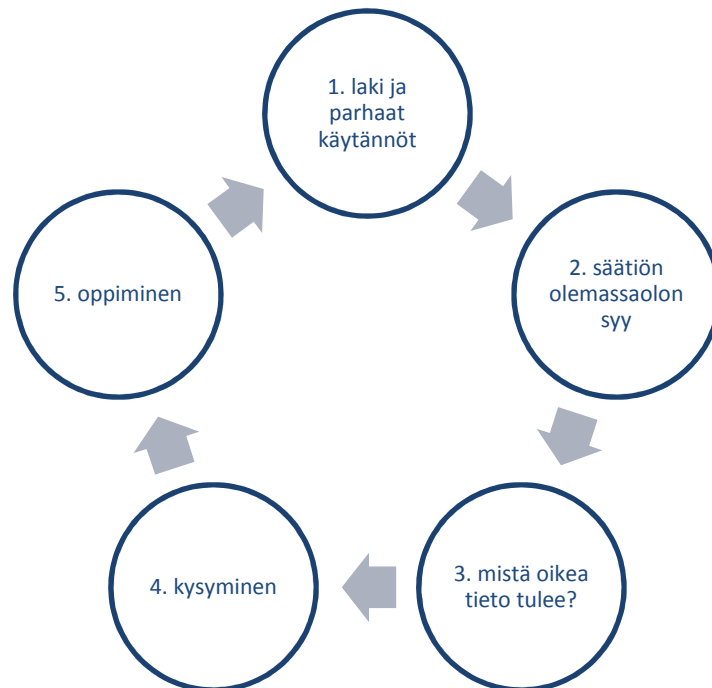 1. laki ja
parhaat
käytännöt
2. säätiön
olemassaolon
syy
3. mistä oikea
tieto tulee?
4. kysyminen
5. oppiminen